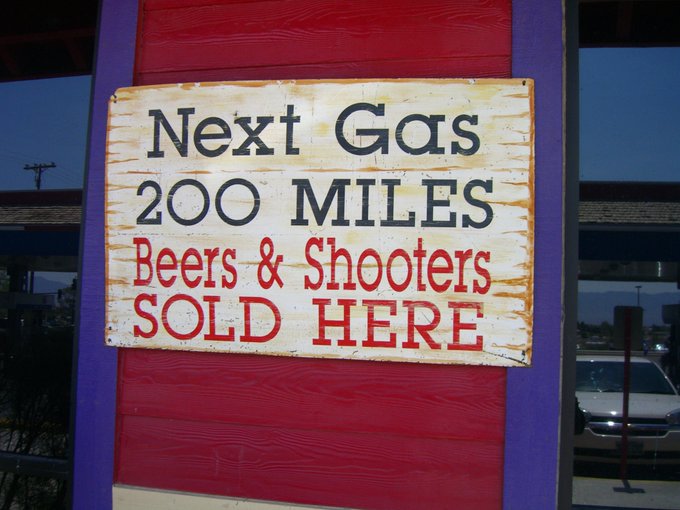 Next Gas
200 MILES
Beers & Shooters
SOLD HERE